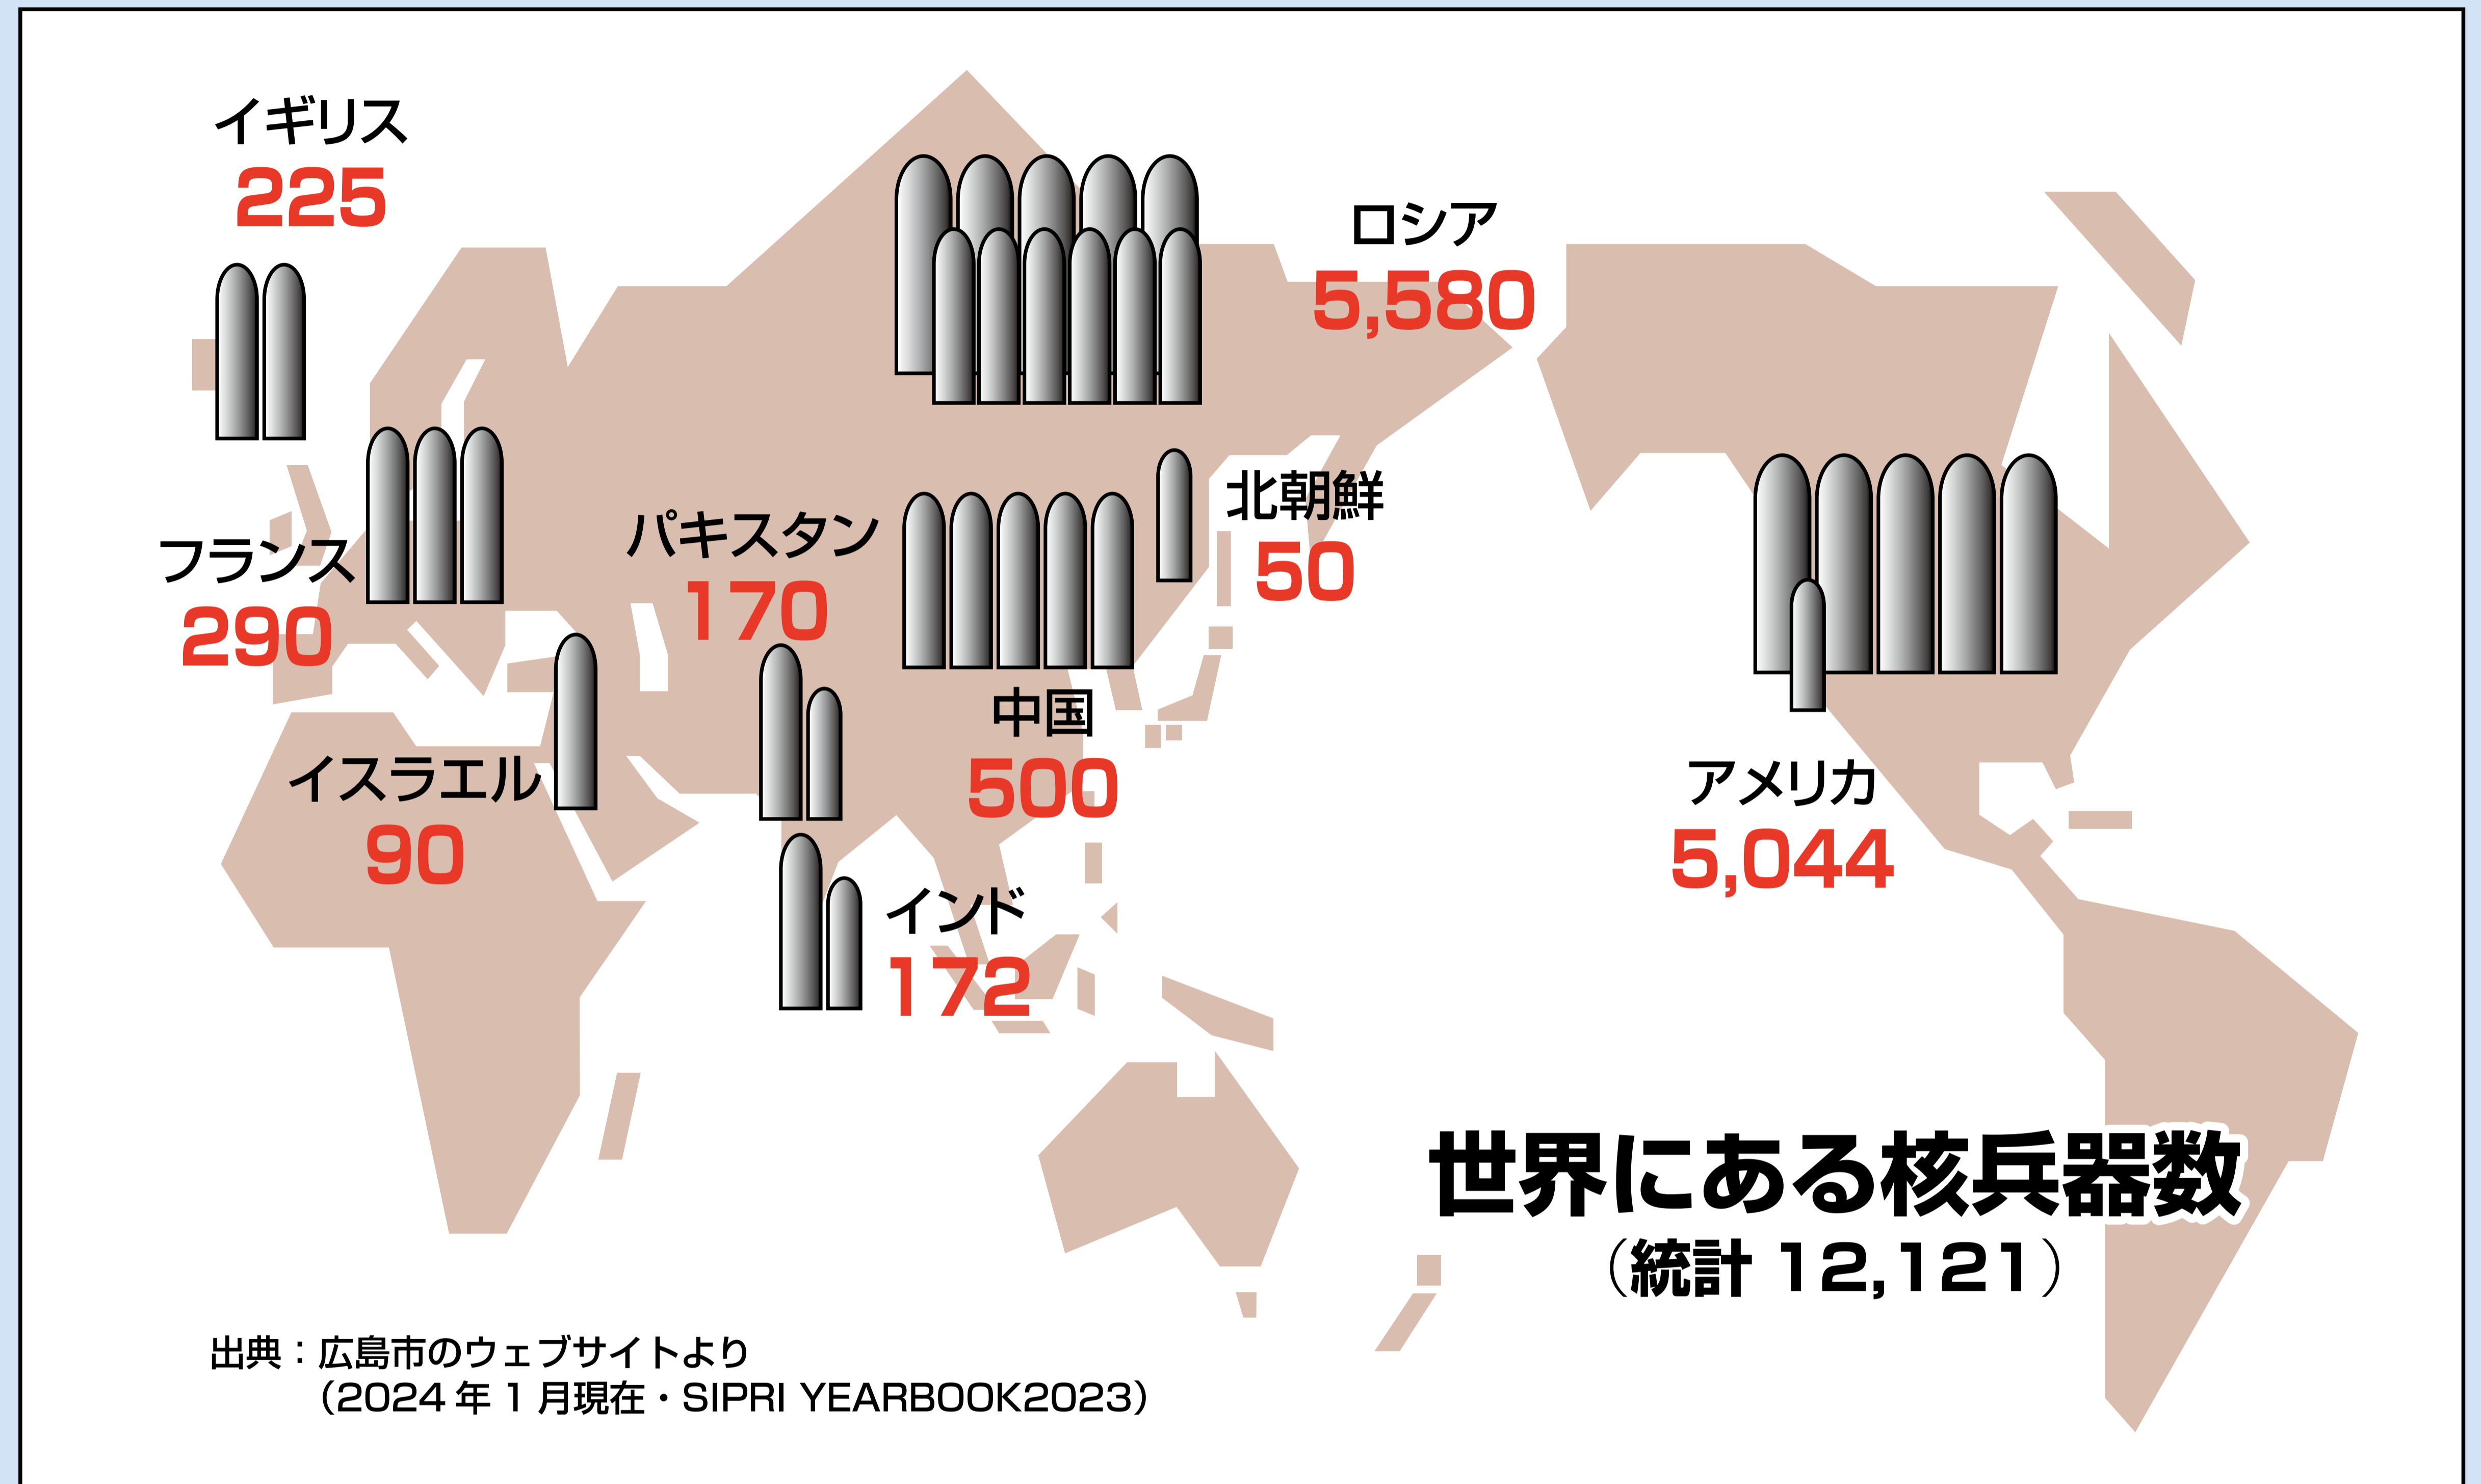 イギリス
225
ロシア
5,580
フランス
290
パキスタン
170
北朝鮮
50
中国
500
イスラエル
90
アメリカ
5,044
インド
172
世界にある核兵器数
（統計 12,121）
出典：広島市のウェブサイトより
（2024年1月現在・SIPRI YEARBOOK2023）